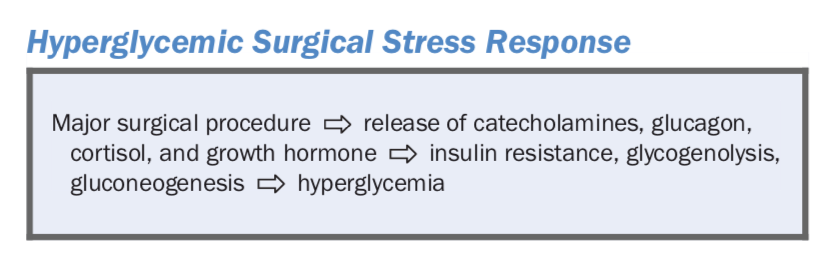 Hyperglycemic Surgical Stress Response
Major surgical procedure ⇨ release of catecholamines, glucagon,
cortisol, and growth hormone ⇨ insulin resistance, glycogenolysis,
gluconeogenesis ⇨ hyperglycemia